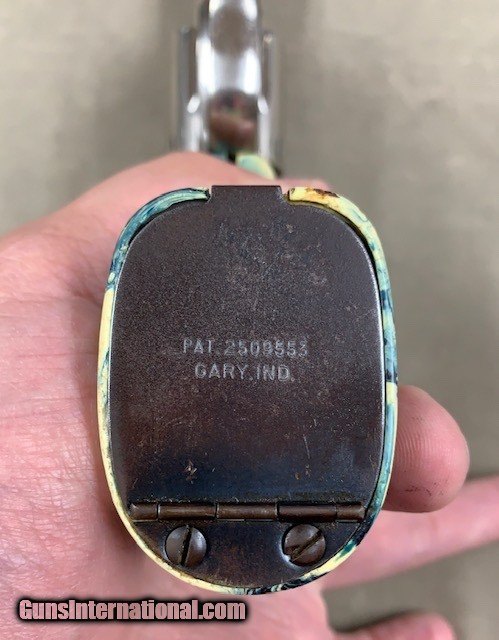 PAT. 2509553
GARY, IND.
GunsInternational.com